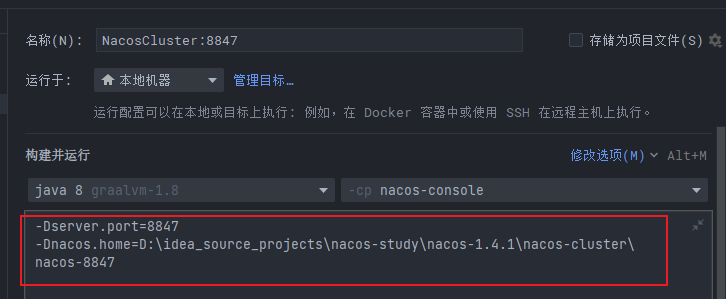 名称(N): NacosCluster:8847 存储为项目文件(S)
运行于: 本地机器 管理目标…
运行配置可以在本地或目标上执行: 例如，在 Docker 容器中或使用 SSH 在远程主机上执行。
构建并运行 修改选项(M) Alt+M
java 8 graalvm-1.8 -cp nacos-console
-Dserver.port=8847
-Dnacos.home=D:\idea_source_projects\nacos-study\nacos-1.4.1\nacos-cluster\
nacos-8847